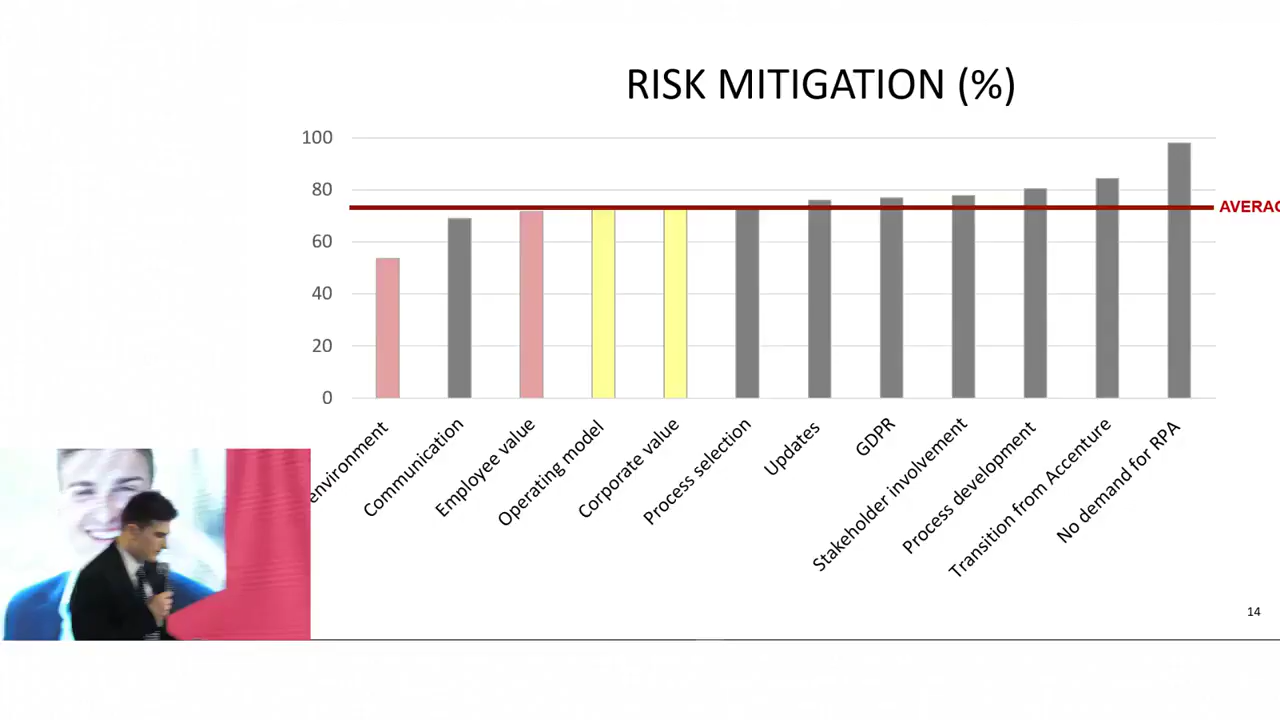 RISK MITIGATION (%)
100
80
60
40
20
0
AVERAG
environment
Communication
Employee value
Operating model
Corporate value
Process selection
Updates
GDPR
Stakeholder involvement
Process development
Transition from Accenture
No demand for RPA
14